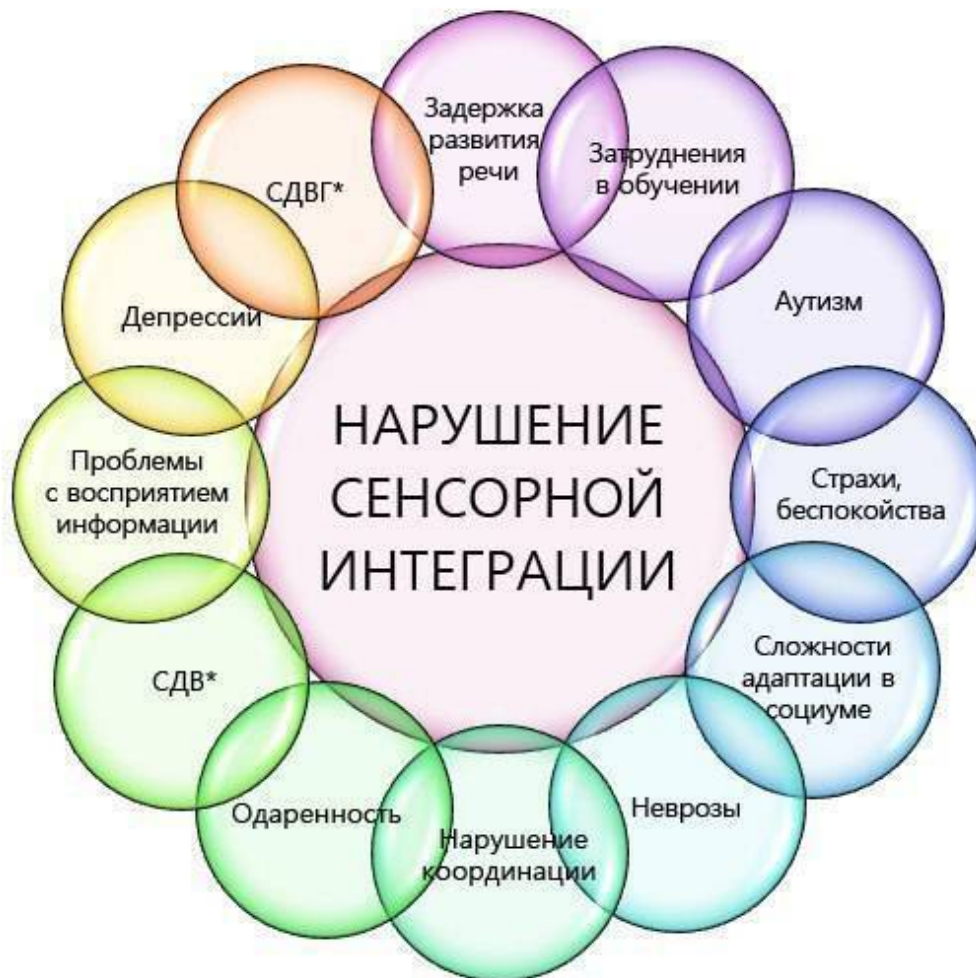 Задержка
развития
речи
Затруднения
в обучении
Аутизм
Страхи,
беспокойства
Сложности
адаптации в
социуме
Неврозы
Нарушение
координации
Одаренность
СДВ*
Проблемы
с восприятием
информации
Депрессий
СДВГ*
НАРУШЕНИЕ
СЕНСОРНОЙ
ИНТЕГРАЦИИ